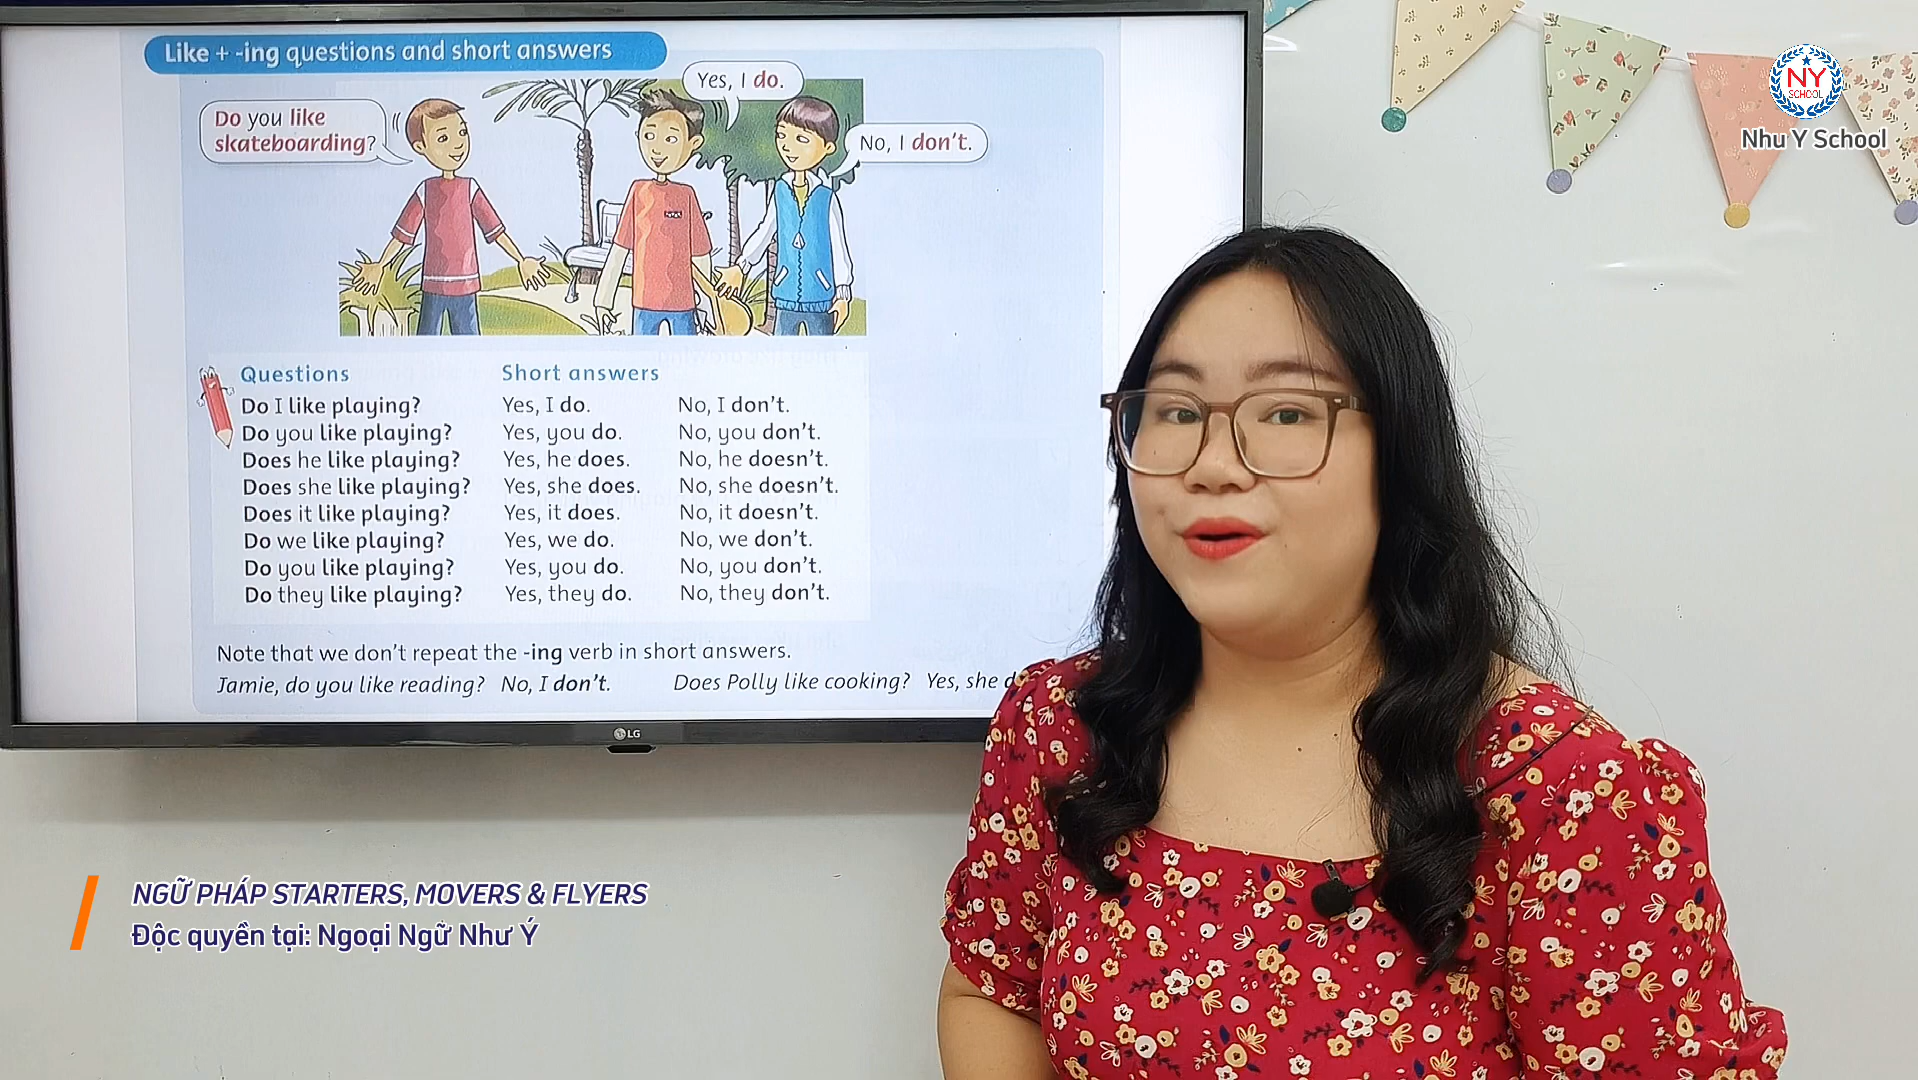 Like + -ing questions and short answers
Yes, I do.
Do you like
skateboarding?
No, I don't.
Questions Short answers
Do I like playing? Yes, I do. No, I don't.
Do you like playing? Yes, you do. No, you don't.
Does he like playing? Yes, he does. No, he doesn't.
Does she like playing? Yes, she does. No, she doesn't.
Does it like playing? Yes, it does. No, it doesn't.
Do we like playing? Yes, we do. No, we don't.
Do you like playing? Yes, you do. No, you don't.
Do they like playing? Yes, they do. No, they don't.
Note that we don't repeat the -ing verb in short answers.
Jamie, do you like reading? No, I don't. Does Polly like cooking? Yes, she
LG
NY
SCHOOL
Nhu Y School
NGỮ PHÁP STARTERS, MOVERS & FLYERS
Độc quyền tại: Ngoại Ngữ Như Ý